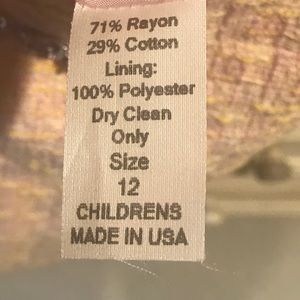 71% Rayon
29% Cotton
Lining:
100% Polyester
Dry Clean
Only
Size
12
CHILDRENS
MADE IN USA